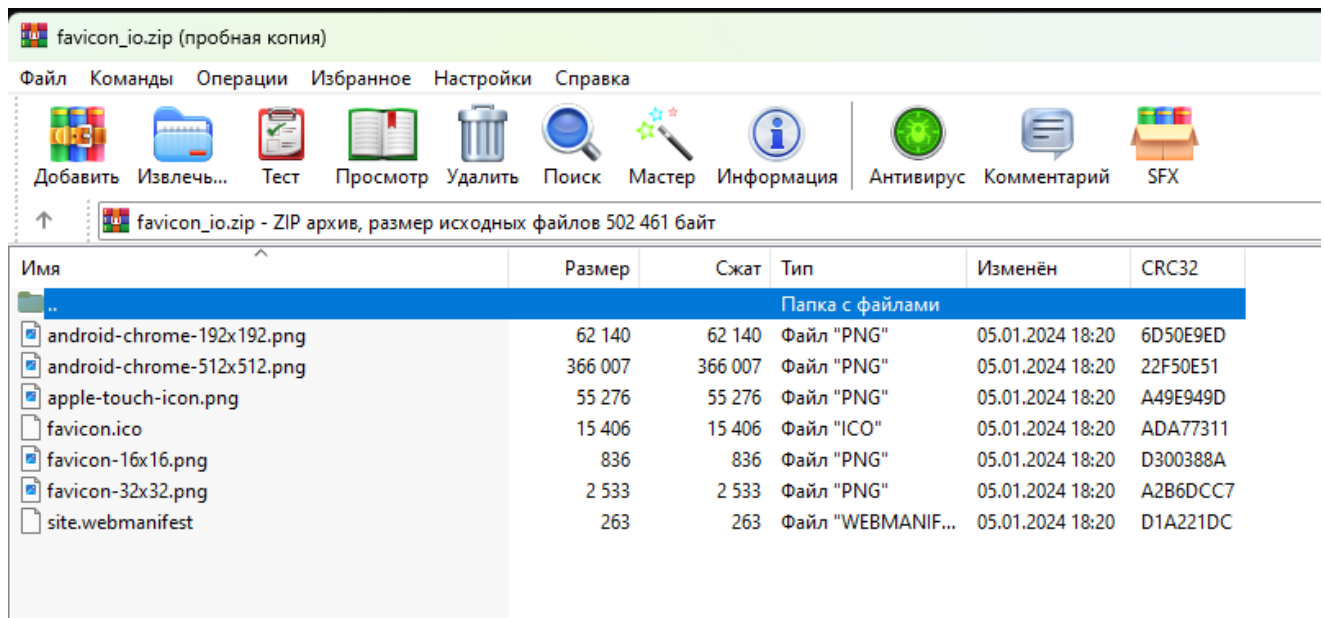 favicon_io.zip (пробная копия)
Файл Команды Операции Избранное Настройки Справка
Добавить Извлечь... Тест Просмотр Удалить Поиск Мастер Информация Антивирус Комментарий SFX
favicon_io.zip - ZIP архив, размер исходных файлов 502 461 байт
Имя Размер Сжат Тип Изменён CRC32
.. Папка с файлами
android-chrome-192x192.png 62 140 62 140 Файл "PNG" 05.01.2024 18:20 6D50E9ED
android-chrome-512x512.png 366 007 366 007 Файл "PNG" 05.01.2024 18:20 22F50E51
apple-touch-icon.png 55 276 55 276 Файл "PNG" 05.01.2024 18:20 A49E949D
favicon.ico 15 406 15 406 Файл "ICO" 05.01.2024 18:20 ADA77311
favicon-16x16.png 836 836 Файл "PNG" 05.01.2024 18:20 D300388A
favicon-32x32.png 2 533 2 533 Файл "PNG" 05.01.2024 18:20 A2B6DCC7
site.webmanifest 263 263 Файл "WEBMANIF... 05.01.2024 18:20 D1A221DC